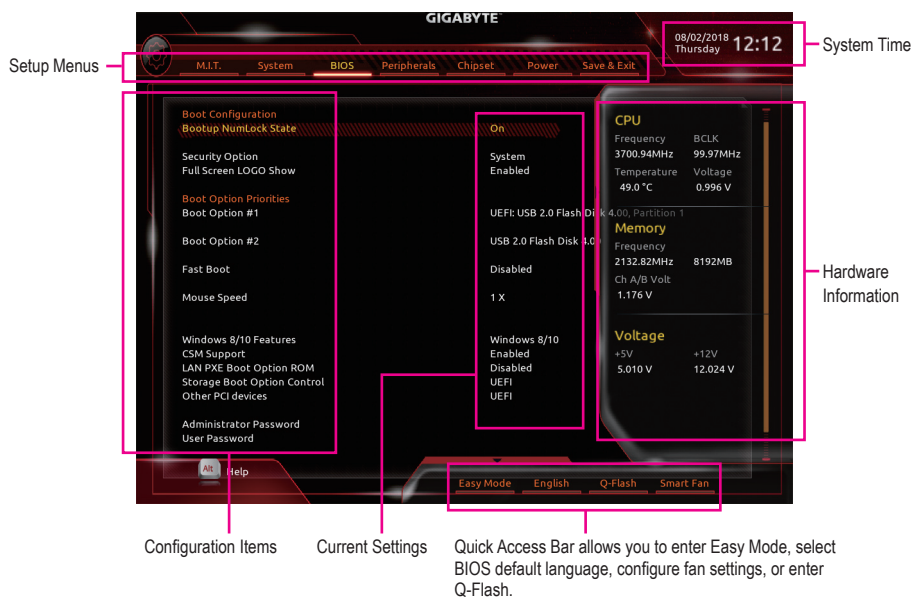 GIGABYTE™
08/02/2018
Thursday
12:12
System Time
Setup Menus
M.I.T. System BIOS Peripherals Chipset Power Save & Exit
Boot Configuration
Bootup NumLock State On
Security Option System
Full Screen LOGO Show Enabled
Boot Option Priorities
Boot Option #1 UEFI: USB 2.0 Flash Disk 4.00, Partition 1
Boot Option #2 USB 2.0 Flash Disk 4.00
Fast Boot Disabled
Mouse Speed 1 X
Windows 8/10 Features Windows 8/10
CSM Support Enabled
LAN PXE Boot Option ROM Disabled
Storage Boot Option Control UEFI
Other PCI devices UEFI
Administrator Password
User Password
CPU
Frequency BCLK
3700.94MHz 99.97MHz
Temperature Voltage
49.0 °C 0.996 V
Memory
Frequency
2132.82MHz 8192MB
Ch A/B Volt
1.176 V
Voltage
+5V +12V
5.010 V 12.024 V
Hardware
Information
Alt Help
Easy Mode English Q-Flash Smart Fan
Configuration Items
Current Settings
Quick Access Bar allows you to enter Easy Mode, select
BIOS default language, configure fan settings, or enter
Q-Flash.